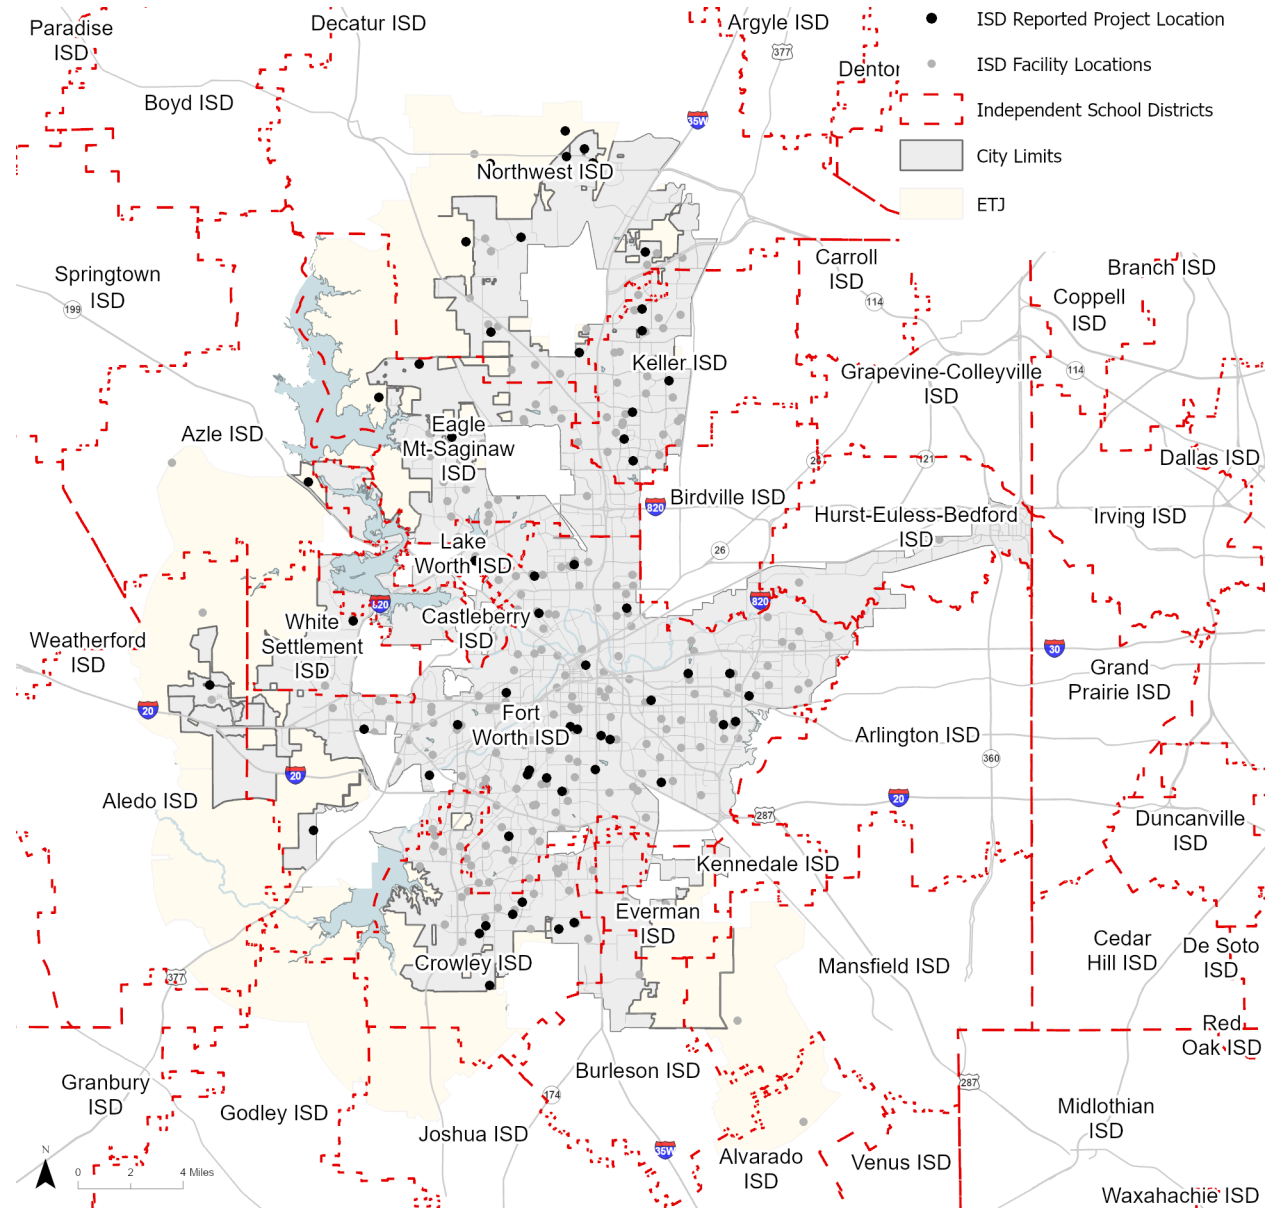 Paradise
ISD
Decatur ISD
Argyle ISD
377
ISD Reported Project Location
ISD Facility Locations
Independent School Districts
City Limits
ETJ
Boyd ISD
35W
Northwest ISD
Springtown
ISD
199
Carroll
ISD
114
Branch ISD
Coppell
ISD
114
Keller ISD
Grapevine-Colleyville
ISD
Azle ISD
Eagle
Mt-Saginaw
ISD
26
121
Dallas ISD
Birdville ISD
820
Hurst-Euless-Bedford
ISD
Irving ISD
Lake
Worth ISD
26
820
820
White
Settlement
ISD
Castleberry
ISD
Weatherford
ISD
30
Grand
Prairie ISD
20
Fort
Worth ISD
Arlington ISD
360
20
20
Aledo ISD
287
Duncanville
ISD
Kennedale ISD
Everman
ISD
Cedar
Hill ISD
De Soto
ISD
Crowley ISD
Mansfield ISD
377
Red
Oak ISD
Burleson ISD
287
Granbury
ISD
Godley ISD
174
Joshua ISD
Midlothian
ISD
35W
Alvarado
ISD
Venus ISD
Waxahachie ISD
N
0 2 4 Miles